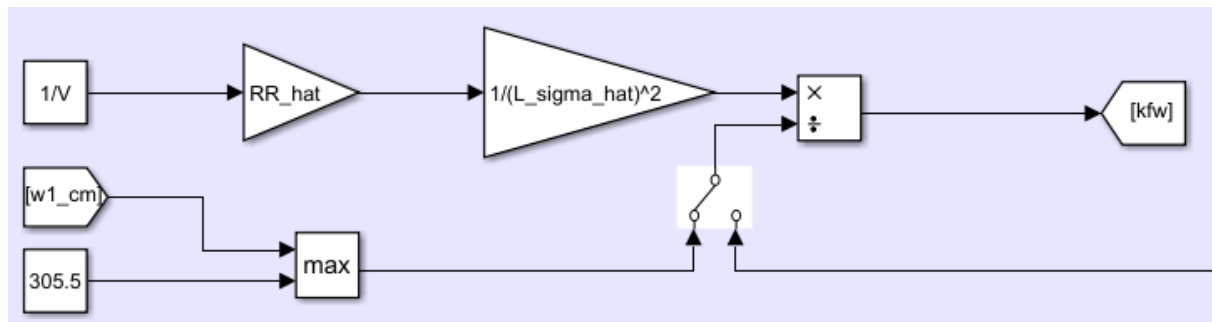 1/V
RR_hat
1/(L_sigma_hat)^2
×
÷
[kfw]
[w1_cm]
305.5
max